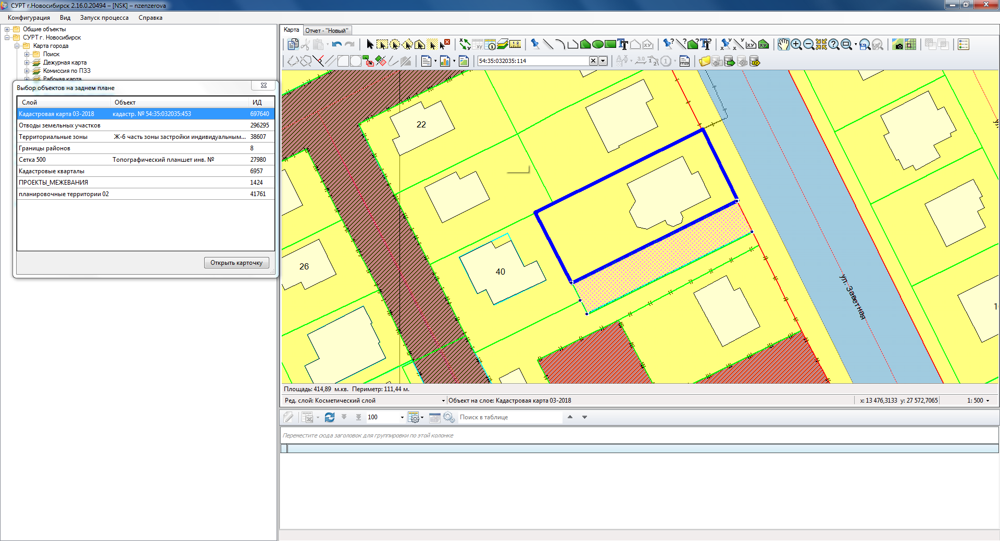 СУРТ г.Новосибирск 2.16.0.20494 – [NSK] – nzenzerova
Конфигурация Вид Запуск процесса Справка
Общие объекты
СУРТ г. Новосибирск
Карта города
Поиск
Дежурная карта
Комиссия по ПЗЗ
Рабочая карта
Выбор объектов на заднем плане
Слой Объект ИД
Кадастровая карта 03-2018 кадастр. № 54:35:032035:453 697640
Отводы земельных участков 296295
Территориальные зоны Ж-6 часть зоны застройки индивидуальным... 38607
Границы районов 8
Сетка 500 Топографический планшет инв. № 27980
Кадастровые кварталы 6957
ПРОЕКТЫ_МЕЖЕВАНИЯ 1424
планировочные территории 02 41761
Открыть карточку
Карта Отчет - "Новый"
54:35:032035:114
22
26
40
ул. Заветная
Площадь: 414,89 м.кв. Периметр: 111,44 м.
Ред. слой: Косметический слой Объект на слое: Кадастровая карта 03-2018 x: 13 476,3133 y: 27 572,7065 1: 500
100 Поиск в таблице
Переместите сюда заголовок для группировки по этой колонке